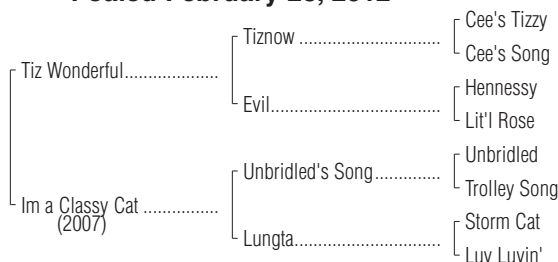 Foaled February 28, 2012
Cee's Tizzy
Tiznow ..............................
Cee's Song
Tiz Wonderful....................
Hennessy
Evil....................................
Lit'l Rose
Unbridled
Unbridled's Song..............
Trolley Song
Im a Classy Cat ................
(2007)
Storm Cat
Lungta...............................
Luv Luvin'